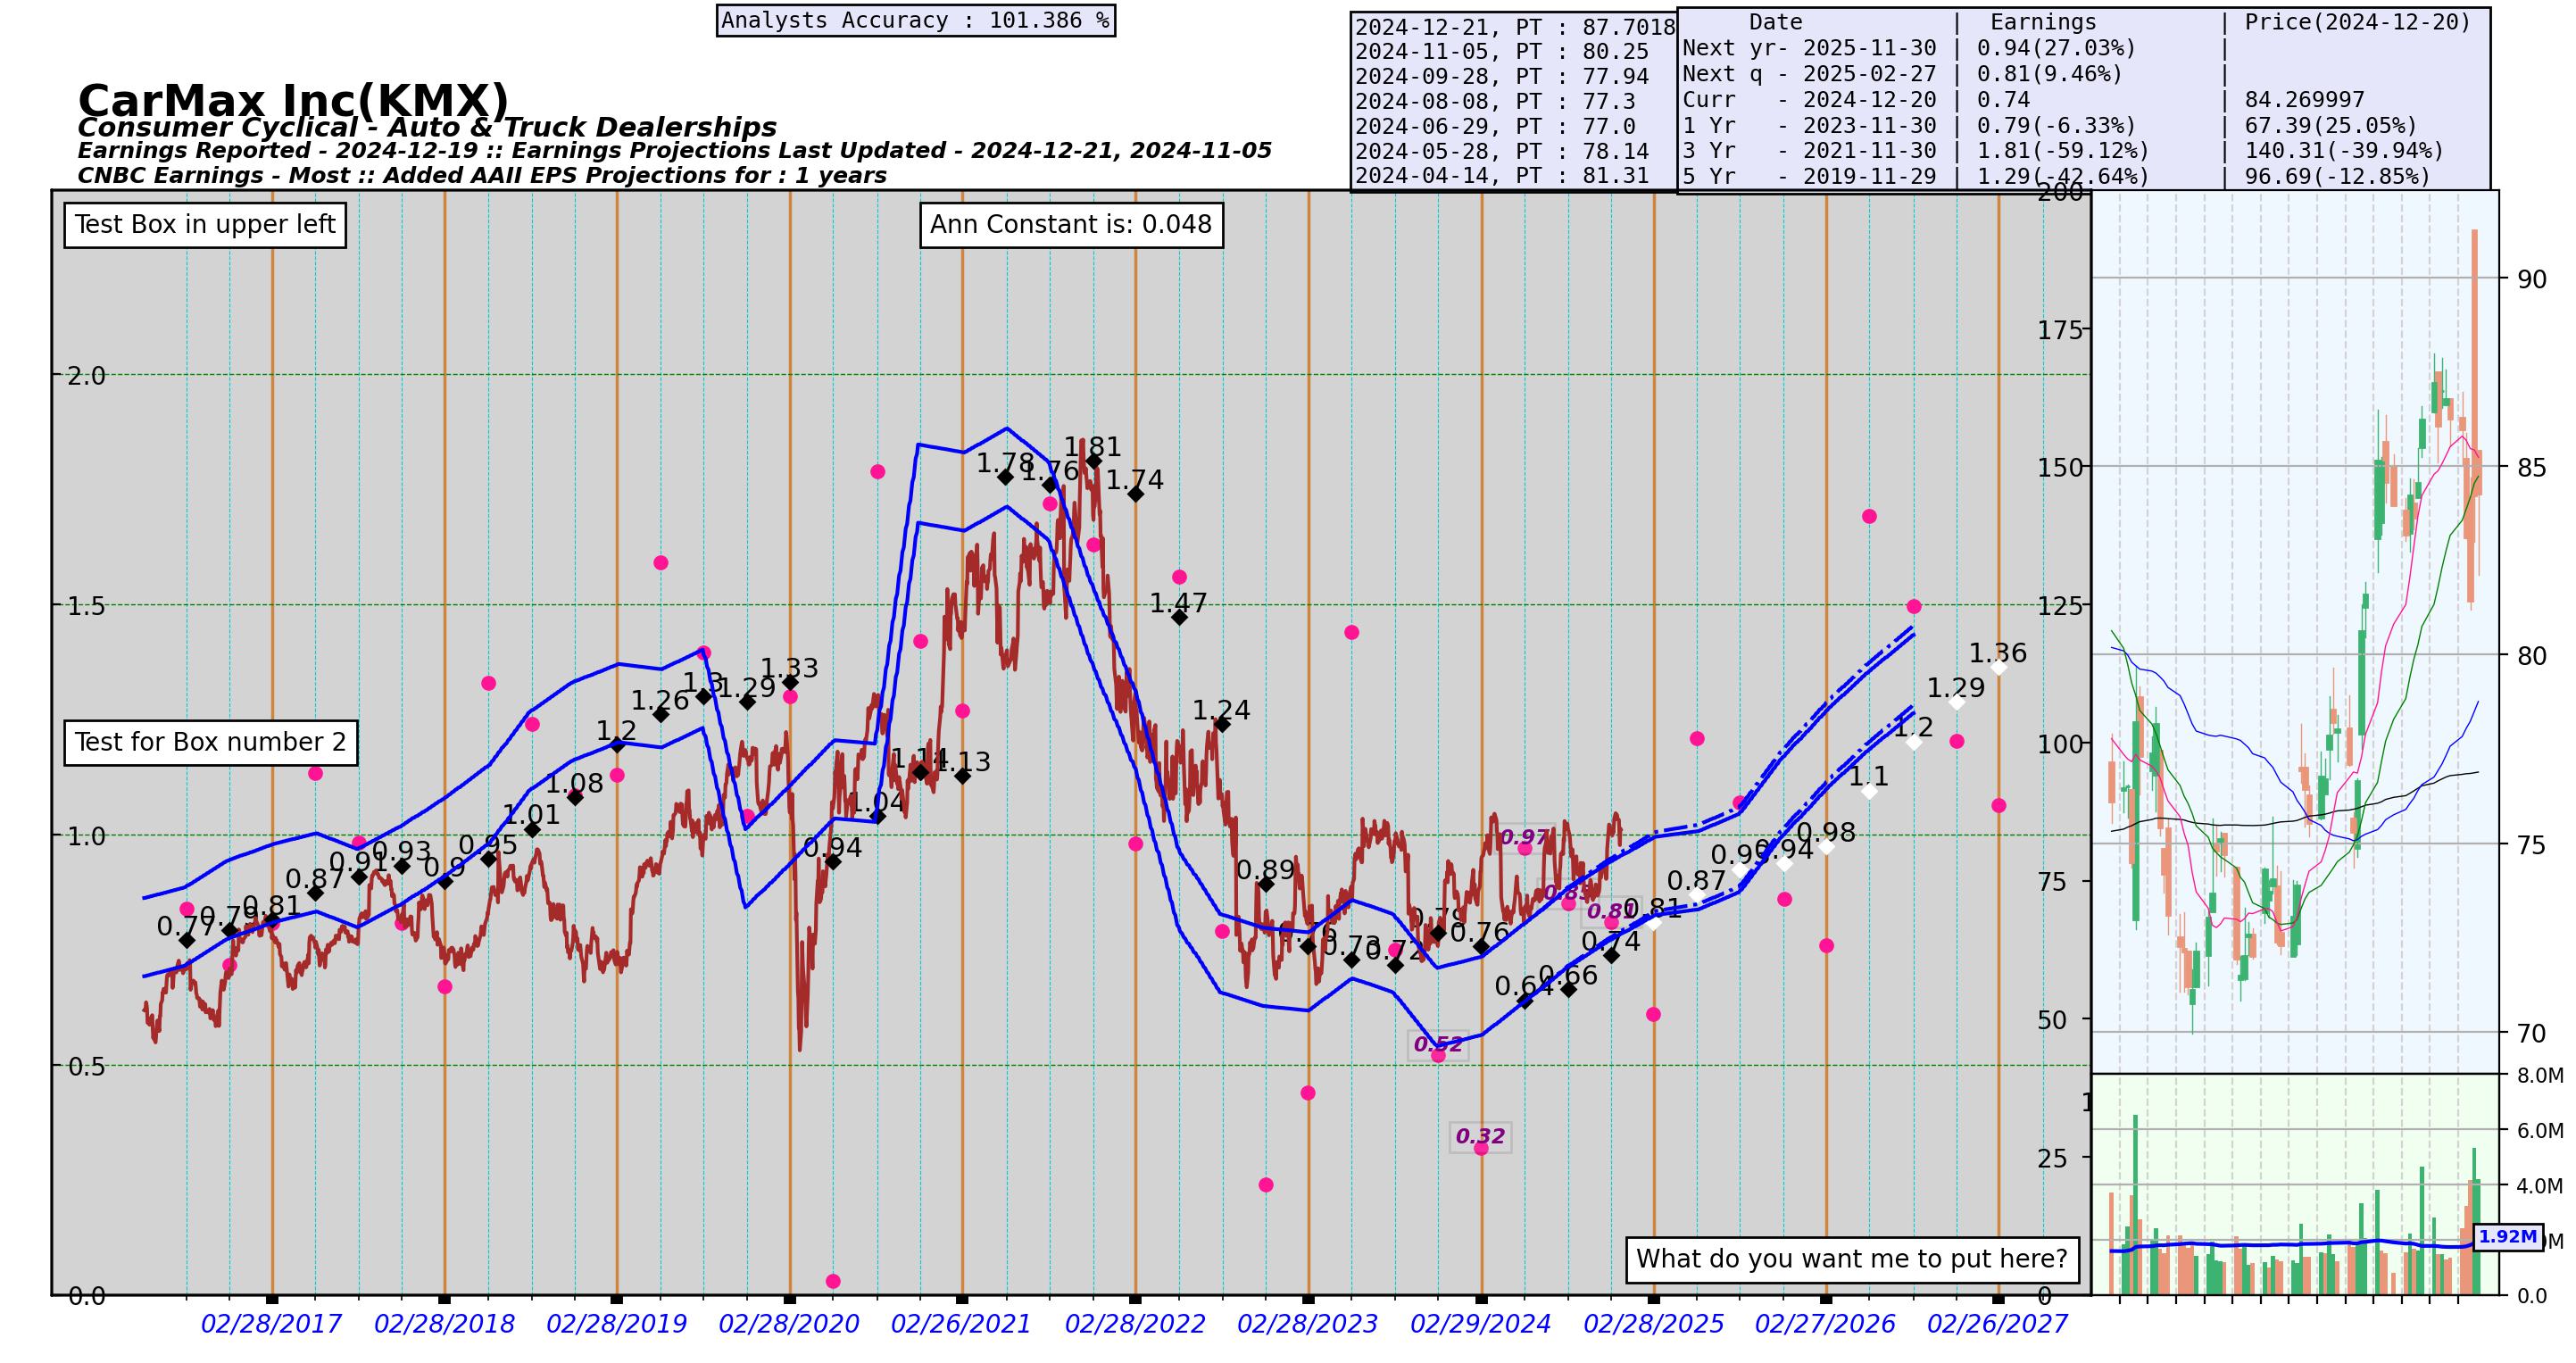 Analysts Accuracy : 101.386 %
2024-12-21, PT : 87.7018
2024-11-05, PT : 80.25
2024-09-28, PT : 77.94
2024-08-08, PT : 77.3
2024-06-29, PT : 77.0
2024-05-28, PT : 78.14
2024-04-14, PT : 81.31
Date | Earnings | Price(2024-12-20)
Next yr- 2025-11-30 | 0.94(27.03%) |
Next q - 2025-02-27 | 0.81(9.46%) |
Curr - 2024-12-20 | 0.74 | 84.269997
1 Yr - 2023-11-30 | 0.79(-6.33%) | 67.39(25.05%)
3 Yr - 2021-11-30 | 1.81(-59.12%) | 140.31(-39.94%)
5 Yr - 2019-11-29 | 1.29(-42.64%) | 96.69(-12.85%)
CarMax Inc(KMX)
Consumer Cyclical - Auto & Truck Dealerships
Earnings Reported - 2024-12-19 :: Earnings Projections Last Updated - 2024-12-21, 2024-11-05
CNBC Earnings - Most :: Added AAII EPS Projections for : 1 years
Test Box in upper left
Ann Constant is: 0.048
Test for Box number 2
What do you want me to put here?
2.0
1.5
1.0
0.5
0.0
0.77
0.79
0.81
0.87
0.91
0.93
0.9
0.95
1.01
1.08
1.2
1.26
1.3
1.29
1.33
0.94
1.04
1.14
1.13
1.78
1.76
1.81
1.74
1.47
1.24
0.89
0.73
0.72
0.79
0.76
0.64
0.66
0.74
0.81
0.87
0.94
0.98
1.1
1.2
1.29
1.36
0.52
0.32
0.97
0.85
0.81
200
175
150
125
100
75
50
25
0
90
85
80
75
70
8.0M
6.0M
4.0M
1.92M
0.0
02/28/2017
02/28/2018
02/28/2019
02/28/2020
02/26/2021
02/28/2022
02/28/2023
02/29/2024
02/28/2025
02/27/2026
02/26/2027